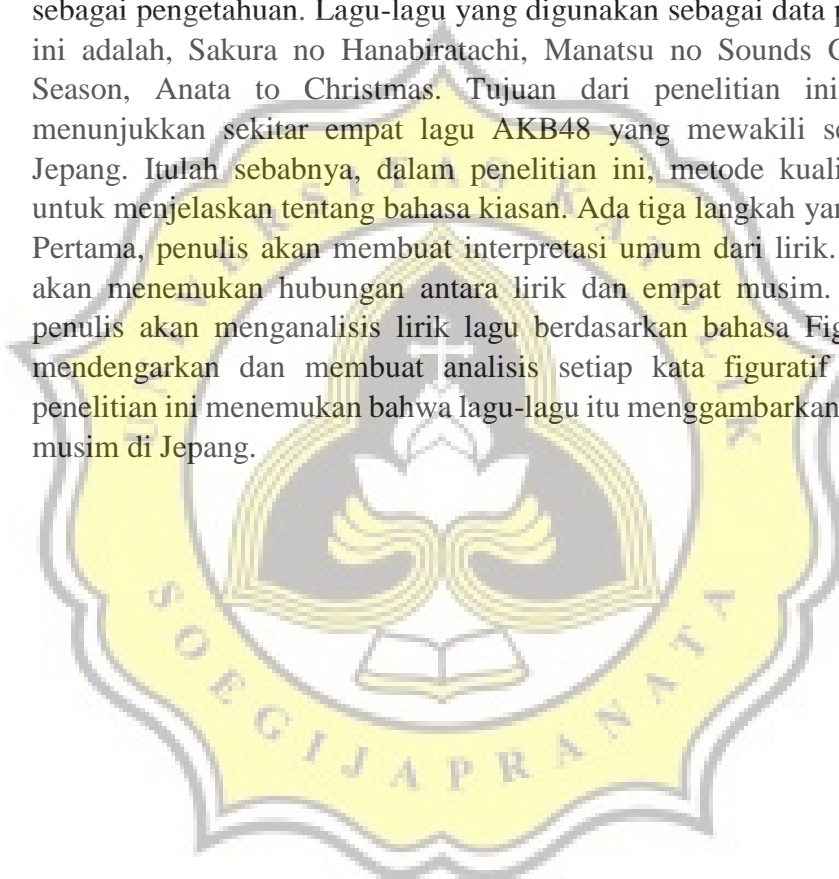 sebagai pengetahuan. Lagu-lagu yang digunakan sebagai data p
ini adalah, Sakura no Hanabiratachi, Manatsu no Sounds G
Season, Anata to Christmas. Tujuan dari penelitian ini
menunjukkan sekitar empat lagu AKB48 yang mewakili se
Jepang. Itulah sebabnya, dalam penelitian ini, metode kuali
untuk menjelaskan tentang bahasa kiasan. Ada tiga langkah yan
Pertama, penulis akan membuat interpretasi umum dari lirik.
akan menemukan hubungan antara lirik dan empat musim.
penulis akan menganalisis lirik lagu berdasarkan bahasa Fig
mendengarkan dan membuat analisis setiap kata figuratif
penelitian ini menemukan bahwa lagu-lagu itu menggambarkan
musim di Jepang.
UNIVERSITAS KATOLIK
SOEGIJAPRANATA